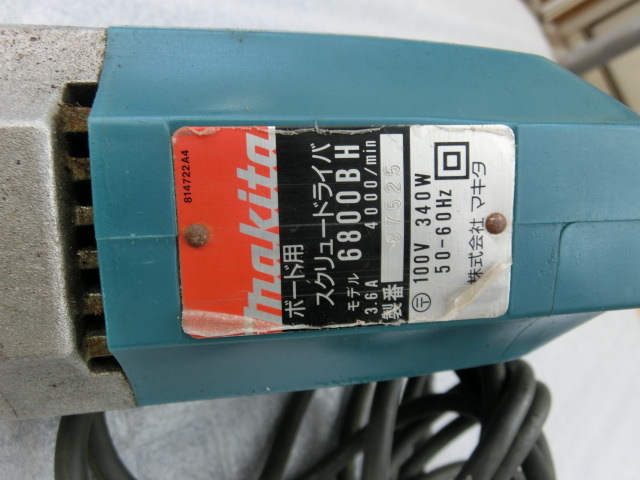 814722A4
makita
ボード用
スクリュードライバ
モデル 6800BH
3.6A 4000/min
製番 87525
〶 100V 340W
50-60Hz
株式会社 マキタ